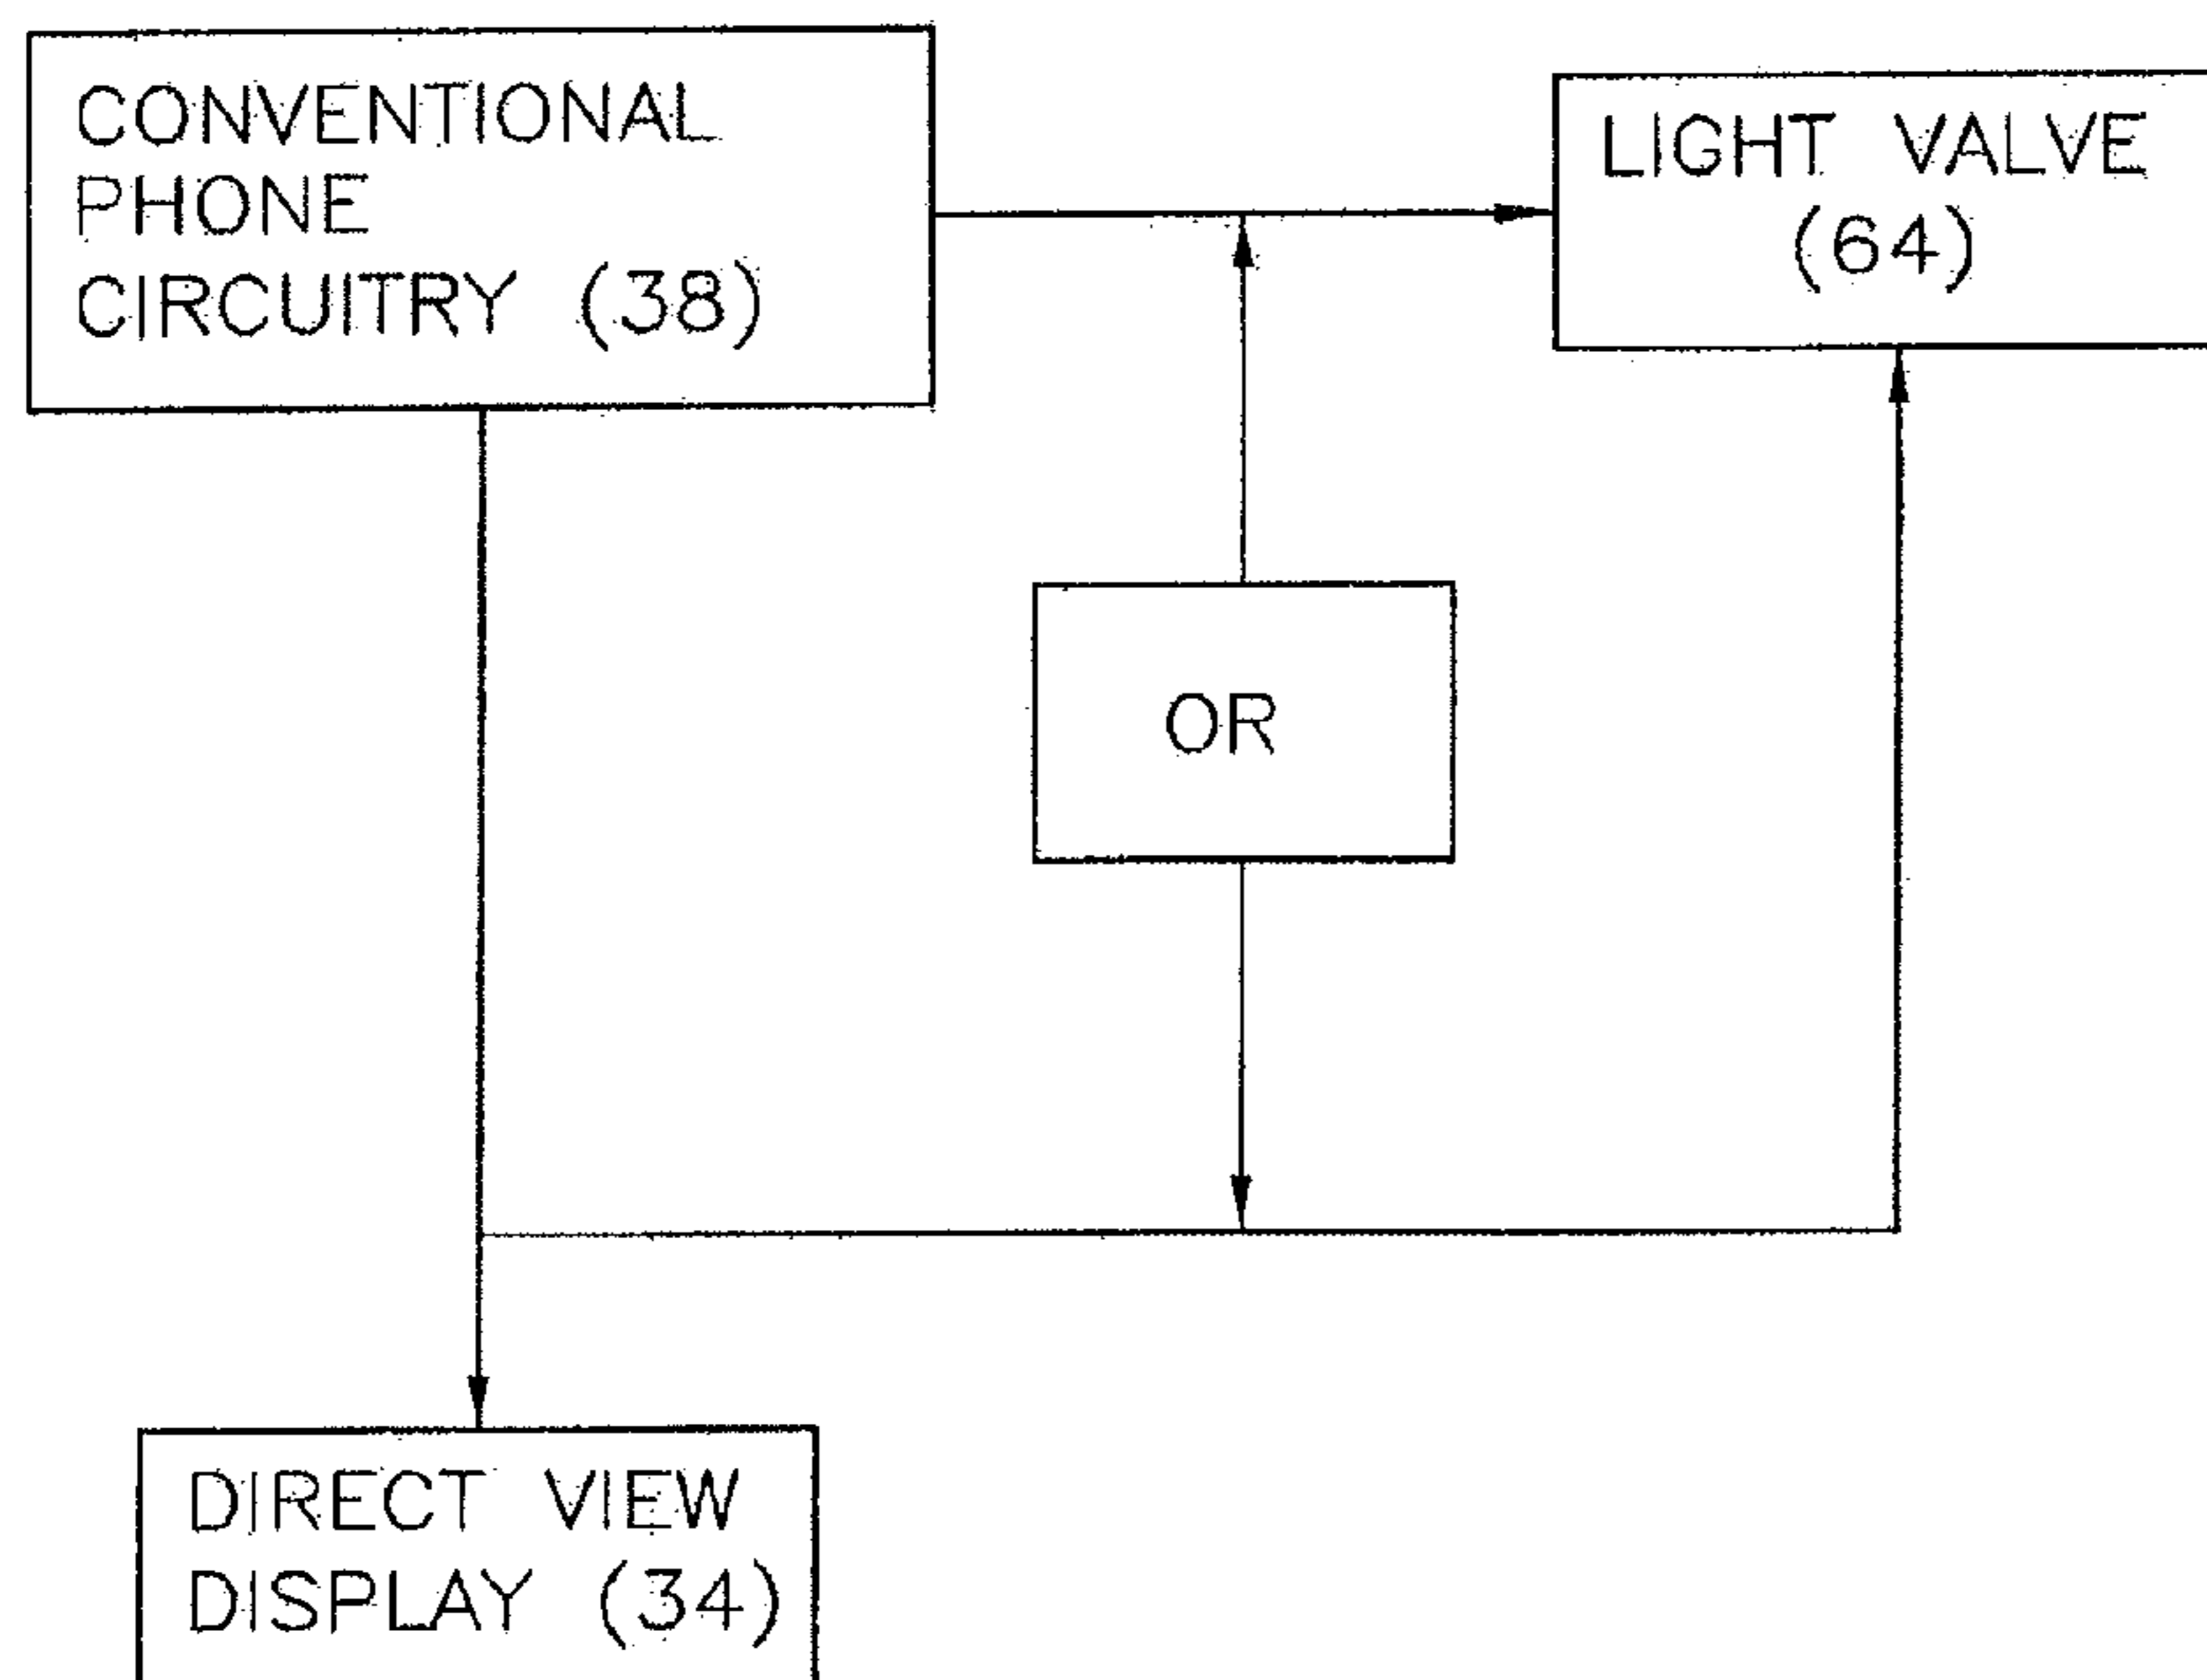 CONVENTIONAL
PHONE
CIRCUITRY (38)
LIGHT VALVE
(64)
OR
DIRECT VIEW
DISPLAY (34)